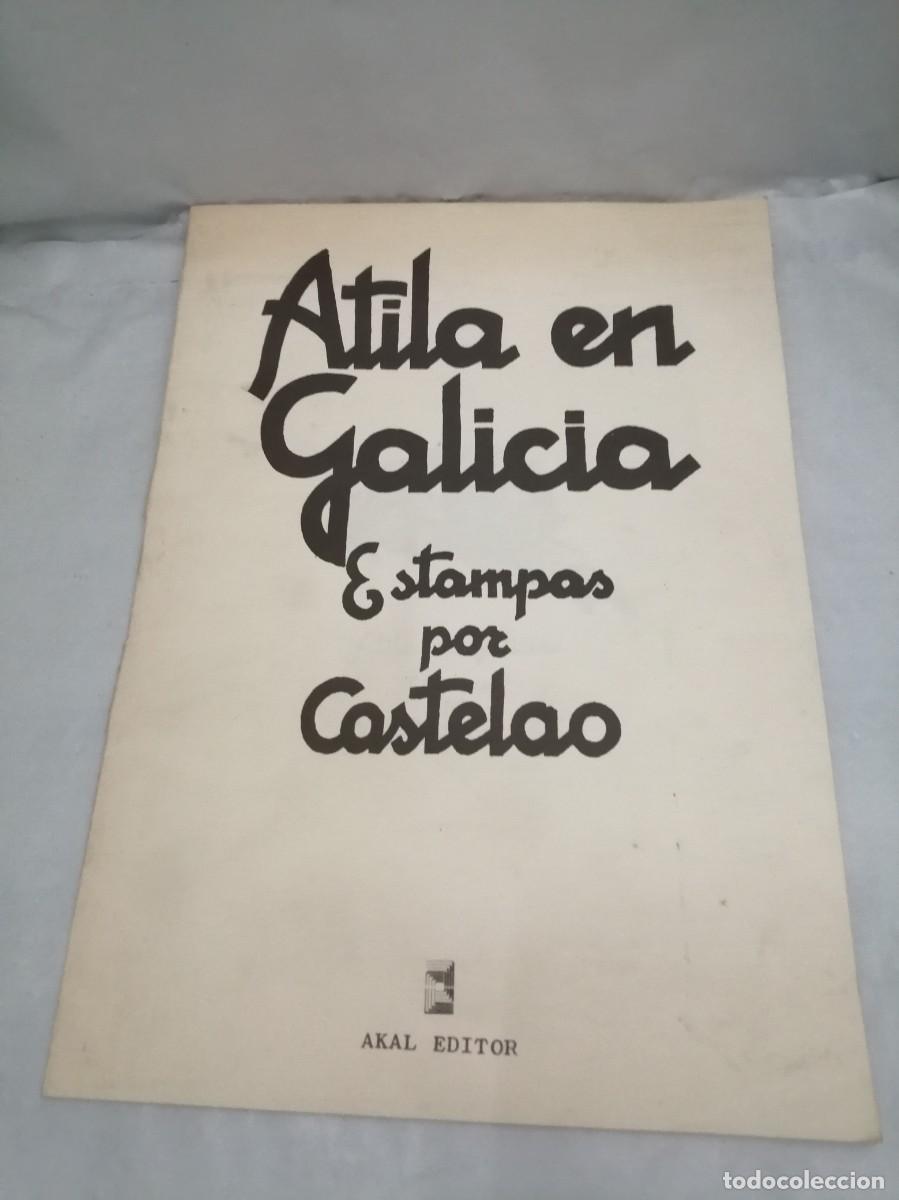 Atila en
Galicia
Estampas
por
Castelao
AKAL EDITOR
todocoleccion